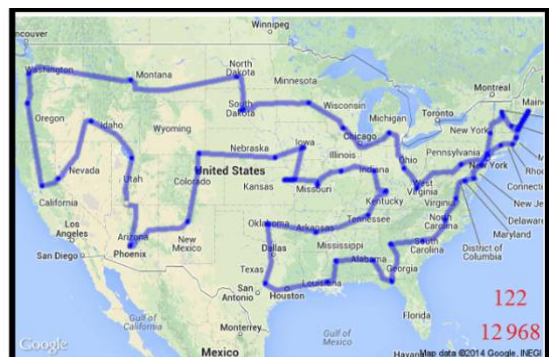 Winnipeg
ancouver
Washington
Montana
North
Dakota
Minnesota
Montreal
Maine
Oregon
Idaho
South
Dakota
Wisconsin
Michigan
Toronto
New York
Wyoming
Chicago
Iowa
Nebraska
Illinois
Indiana
Ohio
Pennsylvania
New York
Nevada
Utah
Colorado
United States
Kansas
Missouri
West
Virginia
Kentucky
Virginia
Connecticut
New Je
Delaware
Maryland
District of
Columbia
California
Los
Angeles
San Diego
Arizona
Phoenix
New
Mexico
Oklahoma
Arkansas
Tennessee
North
Carolina
South
Carolina
Dallas
Mississippi
Alabama
Georgia
Texas
San
Antonio
Houston
Louisiana
Florida
Gulf of
California
Monterrey
Gulf of
Mexico
Mexico
122
12 968
Google
Map data ©2014 Google, INEGI